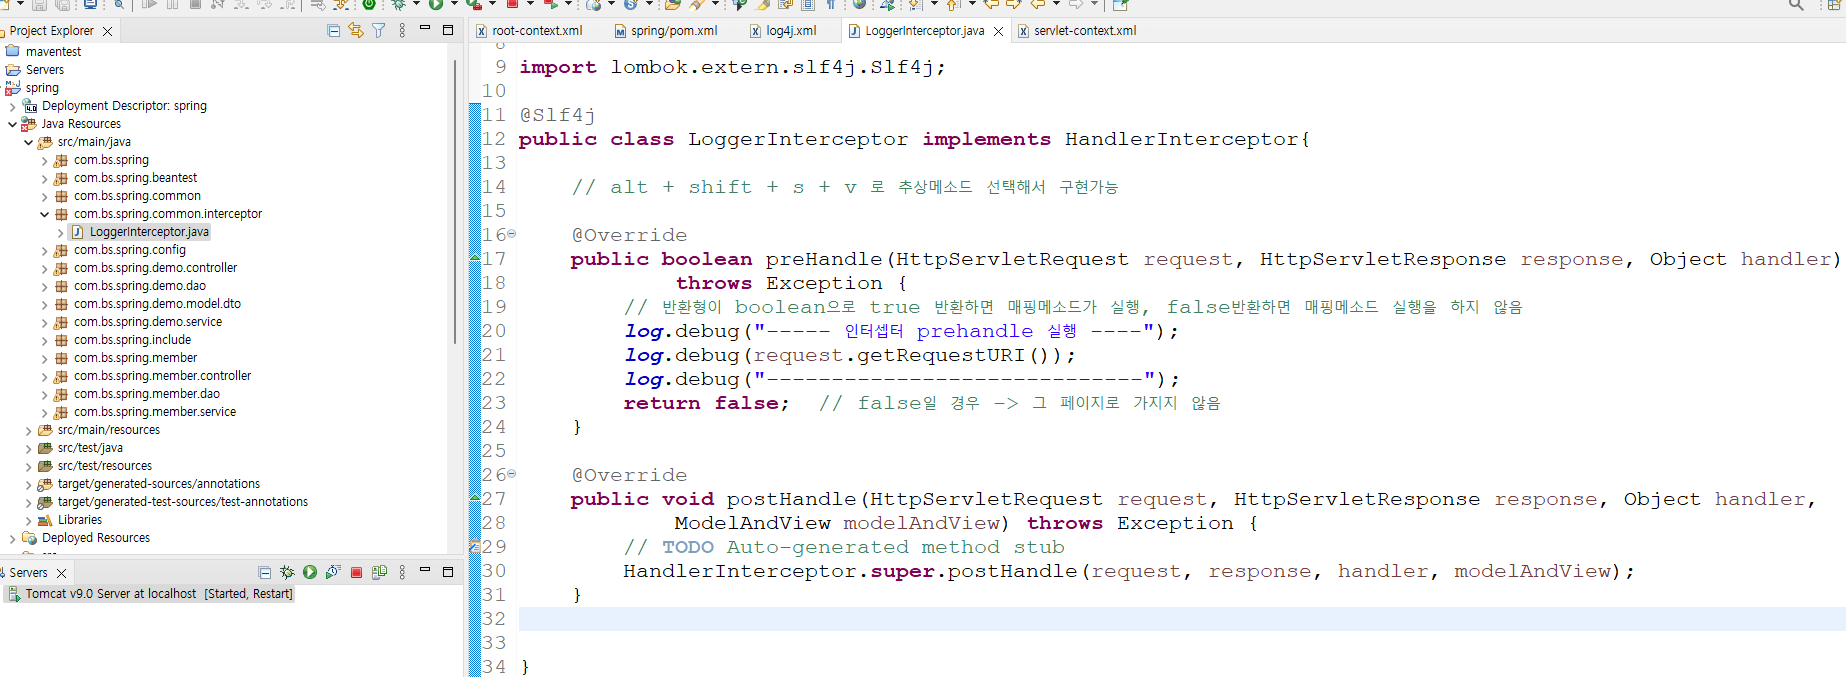 Project Explorer
maventest
Servers
spring
Deployment Descriptor: spring
Java Resources
src/main/java
com.bs.spring
com.bs.spring.beantest
com.bs.spring.common
com.bs.spring.common.interceptor
LoggerInterceptor.java
com.bs.spring.config
com.bs.spring.demo.controller
com.bs.spring.demo.dao
com.bs.spring.demo.model.dto
com.bs.spring.demo.service
com.bs.spring.include
com.bs.spring.member
com.bs.spring.member.controller
com.bs.spring.member.dao
com.bs.spring.member.service
src/main/resources
src/test/java
src/test/resources
target/generated-sources/annotations
target/generated-test-sources/test-annotations
Libraries
Deployed Resources
Servers
Tomcat v9.0 Server at localhost [Started, Restart]
root-context.xml spring/pom.xml log4j.xml LoggerInterceptor.java servlet-context.xml
9 import lombok.extern.slf4j.Slf4j;
10
11 @Slf4j
12 public class LoggerInterceptor implements HandlerInterceptor{
13
14 // alt + shift + s + v 로 추상메소드 선택해서 구현가능
15
16 @Override
17 public boolean preHandle(HttpServletRequest request, HttpServletResponse response, Object handler)
18 throws Exception {
19 // 반환형이 boolean으로 true 반환하면 매핑메소드가 실행, false반환하면 매핑메소드 실행을 하지 않음
20 log.debug("----- 인터셉터 prehandle 실행 ----");
21 log.debug(request.getRequestURI());
22 log.debug("-----------------------------");
23 return false; // false일 경우 -> 그 페이지로 가지지 않음
24 }
25
26 @Override
27 public void postHandle(HttpServletRequest request, HttpServletResponse response, Object handler,
28 ModelAndView modelAndView) throws Exception {
29 // TODO Auto-generated method stub
30 HandlerInterceptor.super.postHandle(request, response, handler, modelAndView);
31 }
32
33
34 }